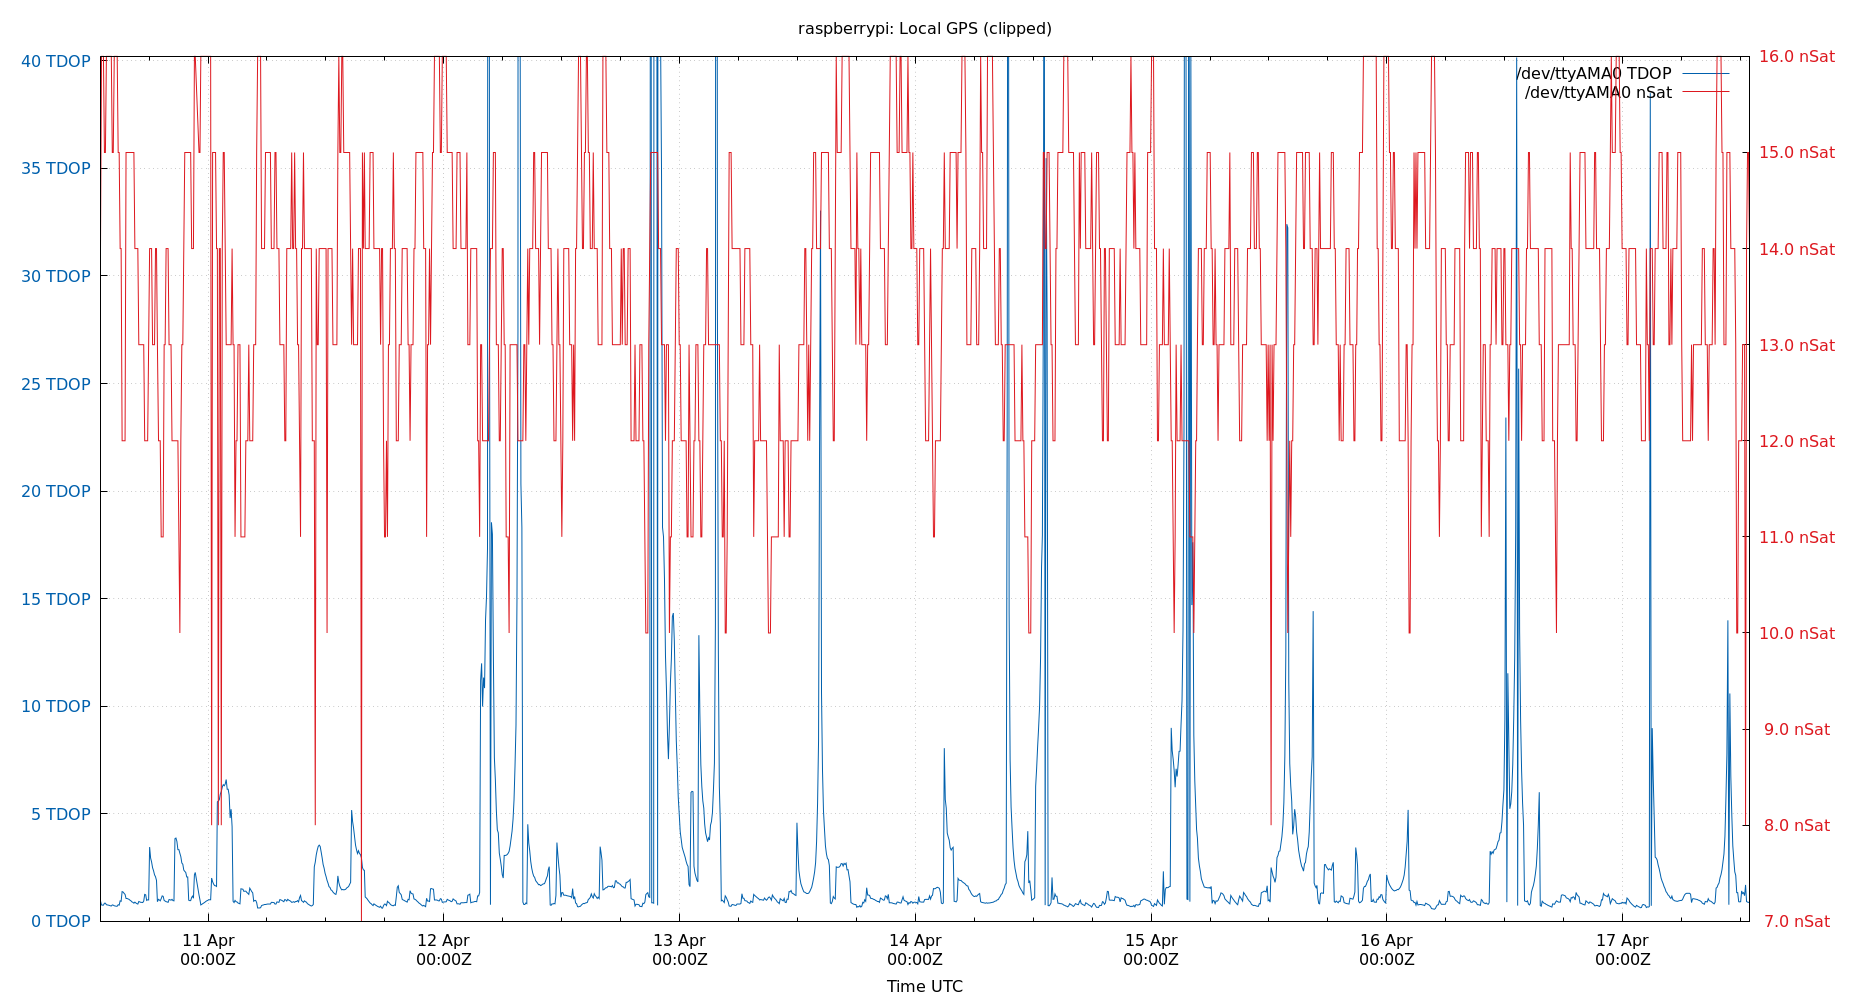 raspberrypi: Local GPS (clipped)
40 TDOP
35 TDOP
30 TDOP
25 TDOP
20 TDOP
15 TDOP
10 TDOP
5 TDOP
0 TDOP
16.0 nSat
15.0 nSat
14.0 nSat
13.0 nSat
12.0 nSat
11.0 nSat
10.0 nSat
9.0 nSat
8.0 nSat
7.0 nSat
/dev/ttyAMA0 TDOP
/dev/ttyAMA0 nSat
11 Apr
00:00Z
12 Apr
00:00Z
13 Apr
00:00Z
14 Apr
00:00Z
15 Apr
00:00Z
16 Apr
00:00Z
17 Apr
00:00Z
Time UTC